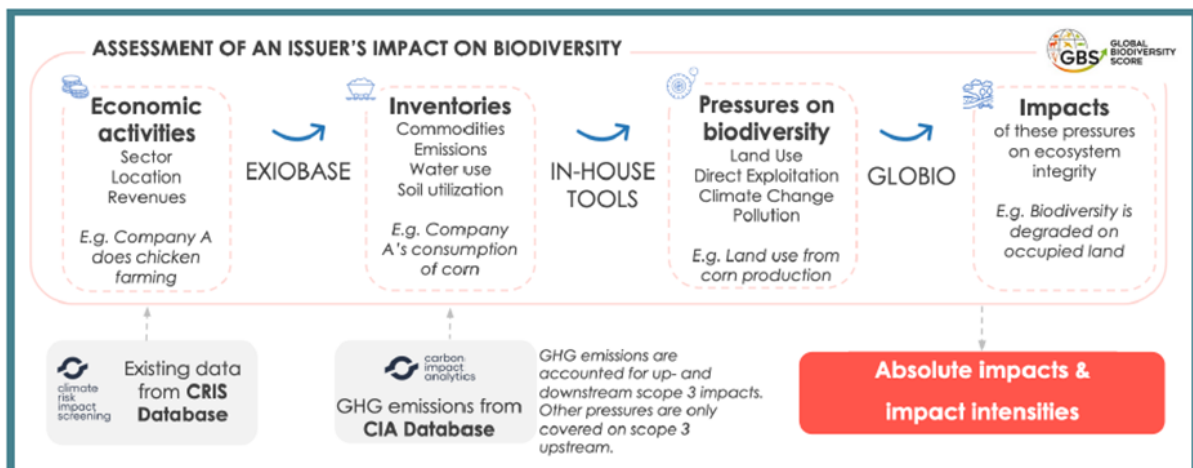 ASSESSMENT OF AN ISSUER'S IMPACT ON BIODIVERSITY
GBS
GLOBAL
BIODIVERSITY
SCORE
Economic
activities
Sector
Location
Revenues
E.g. Company A
does chicken
farming
EXIOBASE
Inventories
Commodities
Emissions
Water use
Soil utilization
E.g. Company
A's consumption
of corn
IN-HOUSE
TOOLS
Pressures on
biodiversity
Land Use
Direct Exploitation
Climate Change
Pollution
E.g. Land use from
corn production
GLOBIO
Impacts
of these pressures
on ecosystem
integrity
E.g. Biodiversity is
degraded on
occupied land
climate
risk
impact
screening
Existing data
from CRIS
Database
carbon
impact
analytics
GHG emissions from
CIA Database
GHG emissions are
accounted for up- and
downstream scope 3 impacts.
Other pressures are only
covered on scope 3
upstream.
Absolute impacts &
impact intensities